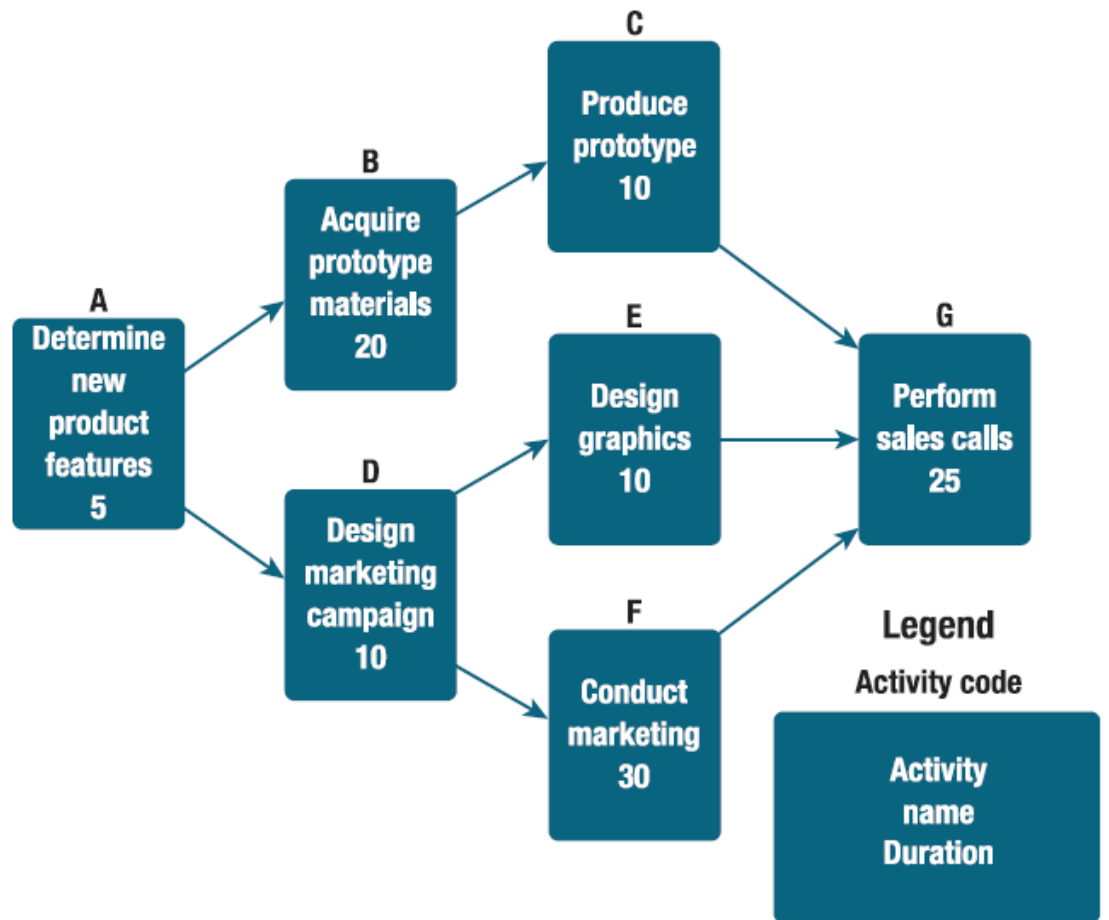 A
Determine
new
product
features
5
B
Acquire
prototype
materials
20
C
Produce
prototype
10
D
Design
marketing
campaign
10
E
Design
graphics
10
F
Conduct
marketing
30
G
Perform
sales calls
25
Legend
Activity code
Activity
name
Duration